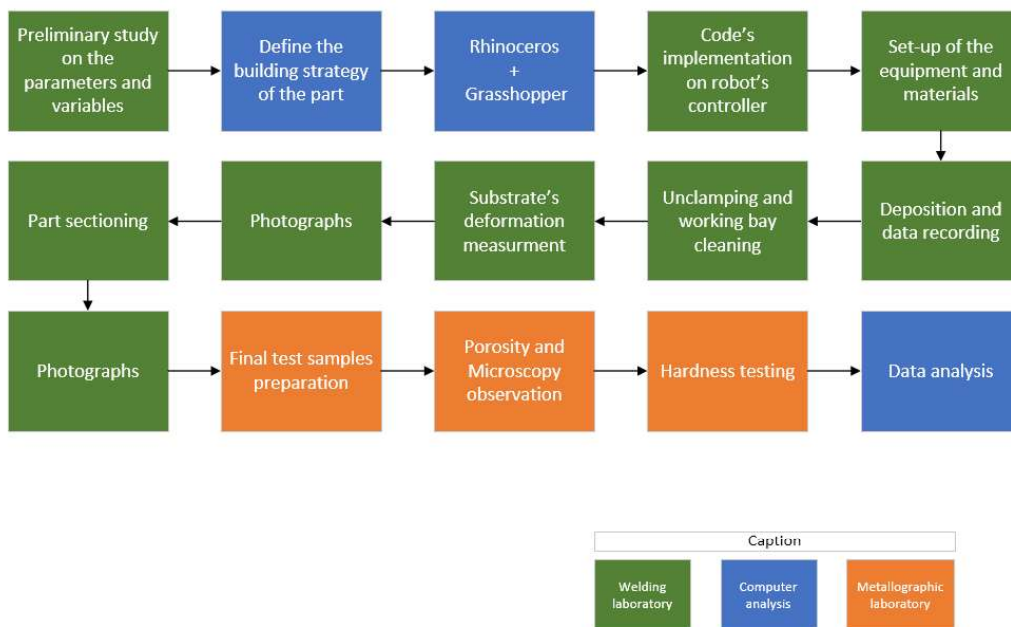 Preliminary study
on the
parameters and
variables
Define the
building strategy
of the part
Rhinoceros
+
Grasshopper
Code's
implementation
on robot's
controller
Set-up of the
equipment and
materials
Deposition and
data recording
Unclamping and
working bay
cleaning
Substrate's
deformation
measurment
Photographs
Part sectioning
Photographs
Final test samples
preparation
Porosity and
Microscopy
observation
Hardness testing
Data analysis
Caption
Welding
laboratory
Computer
analysis
Metallographic
laboratory